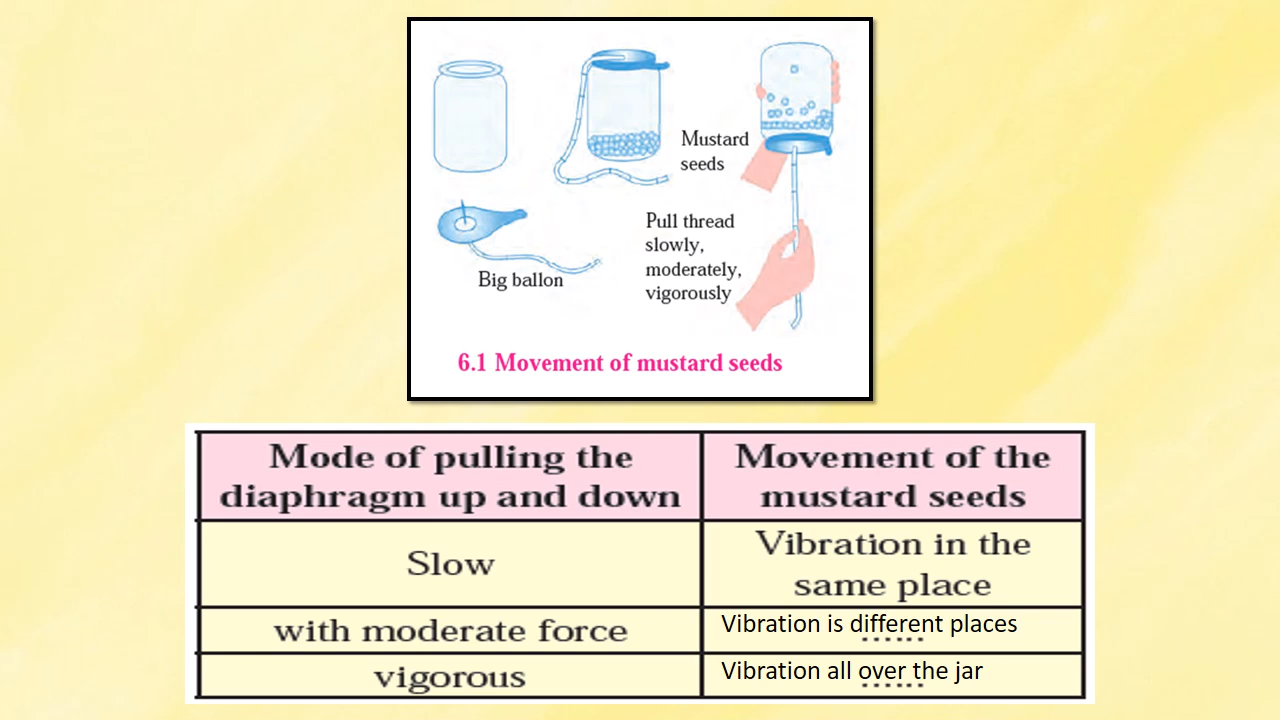 Mustard
seeds
Pull thread
slowly,
moderately,
vigorously
Big ballon
6.1 Movement of mustard seeds
Mode of pulling the
diaphragm up and down
Movement of the
mustard seeds
Slow
Vibration in the
same place
with moderate force
Vibration is different places
......
vigorous
Vibration all over the jar
......